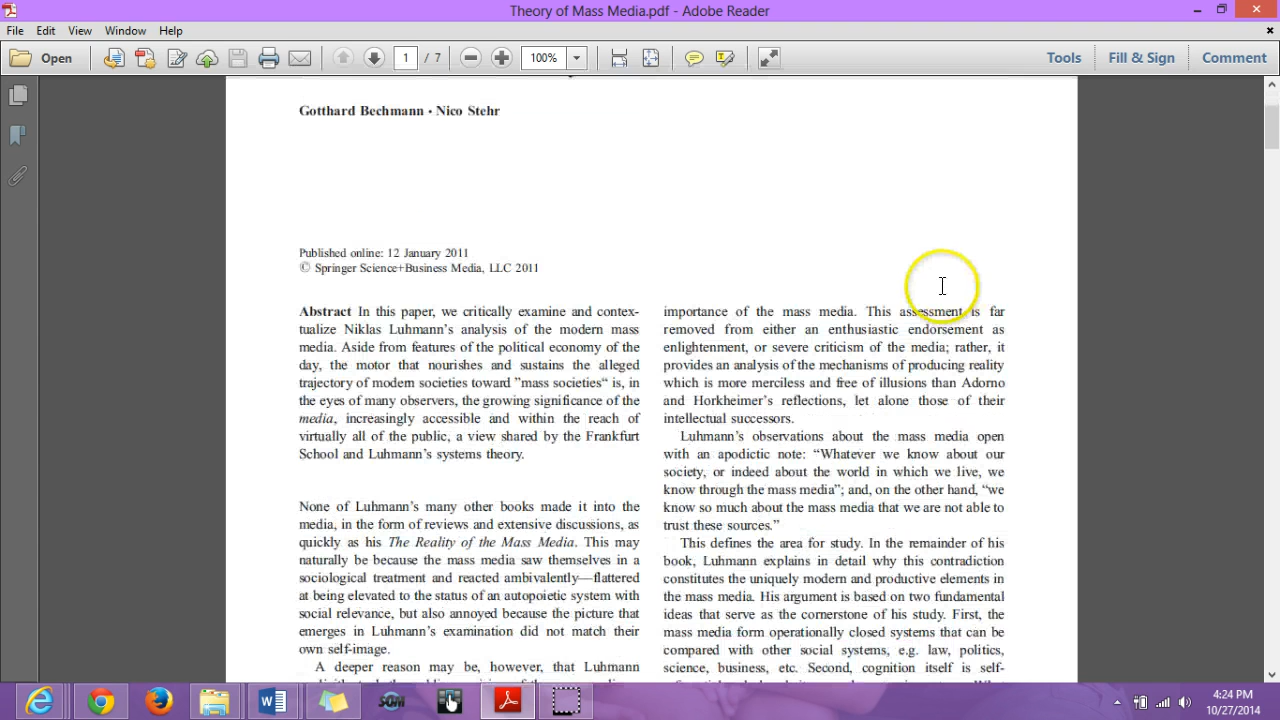 Theory of Mass Media.pdf - Adobe Reader
File Edit View Window Help
Open 1 / 7 100% Tools Fill & Sign Comment
Gotthard Bechmann • Nico Stehr
Published online: 12 January 2011
© Springer Science+Business Media, LLC 2011
Abstract In this paper, we critically examine and contex-
tualize Niklas Luhmann's analysis of the modern mass
media. Aside from features of the political economy of the
day, the motor that nourishes and sustains the alleged
trajectory of modern societies toward "mass societies“ is, in
the eyes of many observers, the growing significance of the
media, increasingly accessible and within the reach of
virtually all of the public, a view shared by the Frankfurt
School and Luhmann's systems theory.
None of Luhmann's many other books made it into the
media, in the form of reviews and extensive discussions, as
quickly as his The Reality of the Mass Media. This may
naturally be because the mass media saw themselves in a
sociological treatment and reacted ambivalently—flattered
at being elevated to the status of an autopoietic system with
social relevance, but also annoyed because the picture that
emerges in Luhmann's examination did not match their
own self-image.
A deeper reason may be, however, that Luhmann
importance of the mass media. This assessment is far
removed from either an enthusiastic endorsement as
enlightenment, or severe criticism of the media; rather, it
provides an analysis of the mechanisms of producing reality
which is more merciless and free of illusions than Adorno
and Horkheimer's reflections, let alone those of their
intellectual successors.
Luhmann's observations about the mass media open
with an apodictic note: “Whatever we know about our
society, or indeed about the world in which we live, we
know through the mass media”; and, on the other hand, “we
know so much about the mass media that we are not able to
trust these sources.”
This defines the area for study. In the remainder of his
book, Luhmann explains in detail why this contradiction
constitutes the uniquely modern and productive elements in
the mass media. His argument is based on two fundamental
ideas that serve as the cornerstone of his study. First, the
mass media form operationally closed systems that can be
compared with other social systems, e.g. law, politics,
science, business, etc. Second, cognition itself is self-
SOM
4:24 PM
10/27/2014